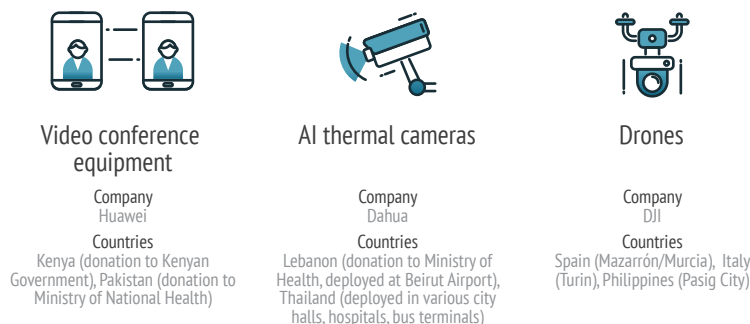 Video conference
equipment
Company
Huawei
Countries
Kenya (donation to Kenyan
Government), Pakistan (donation to
Ministry of National Health)
AI thermal cameras
Company
Dahua
Countries
Lebanon (donation to Ministry of
Health, deployed at Beirut Airport),
Thailand (deployed in various city
halls, hospitals, bus terminals)
Drones
Company
DJI
Countries
Spain (Mazarrón/Murcia), Italy
(Turin), Philippines (Pasig City)